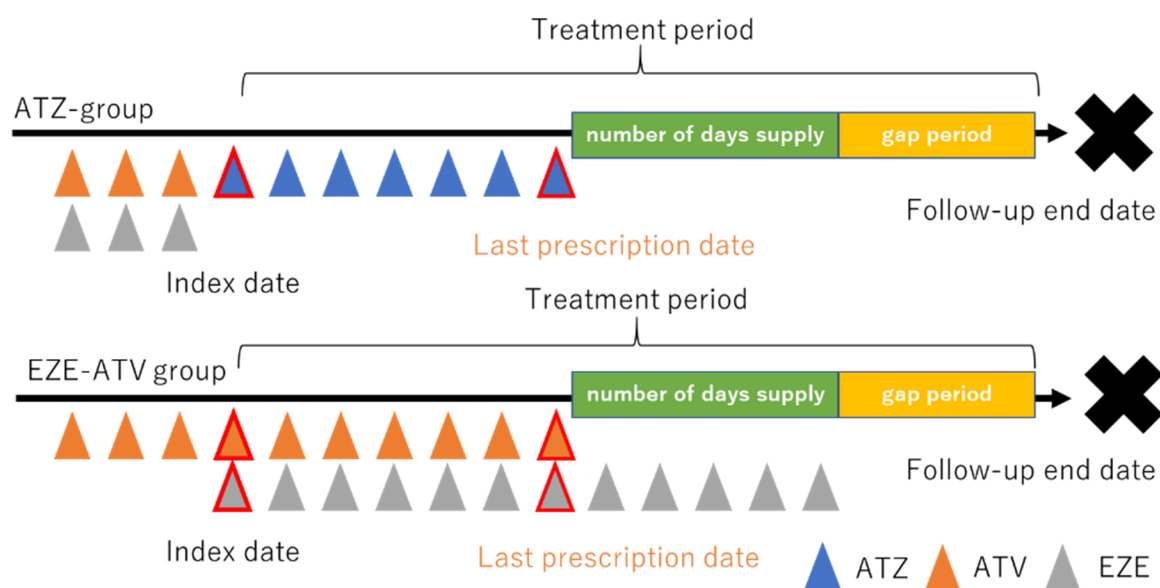 Treatment period
ATZ-group
number of days supply
gap period
Follow-up end date
Last prescription date
Index date
Treatment period
EZE-ATV group
number of days supply
gap period
Follow-up end date
Index date
Last prescription date
ATZ
ATV
EZE